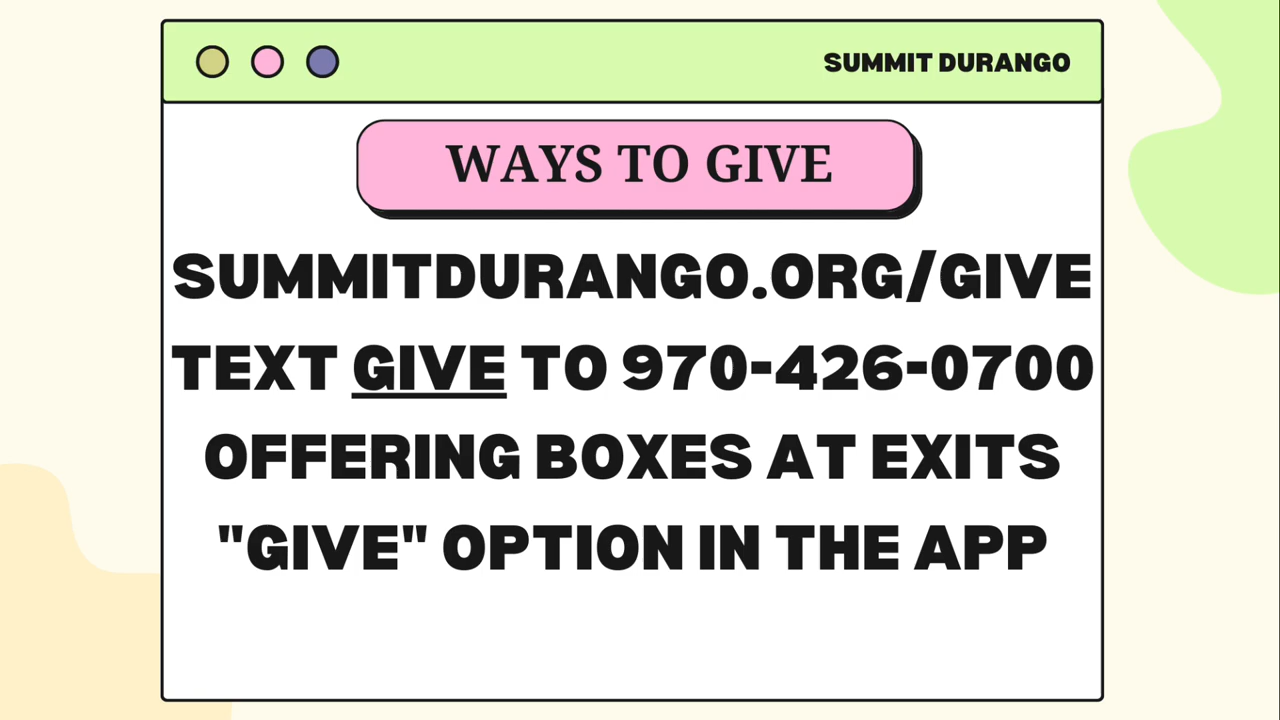 SUMMIT DURANGO
WAYS TO GIVE
SUMMITDURANGO.ORG/GIVE
TEXT GIVE TO 970-426-0700
OFFERING BOXES AT EXITS
"GIVE" OPTION IN THE APP